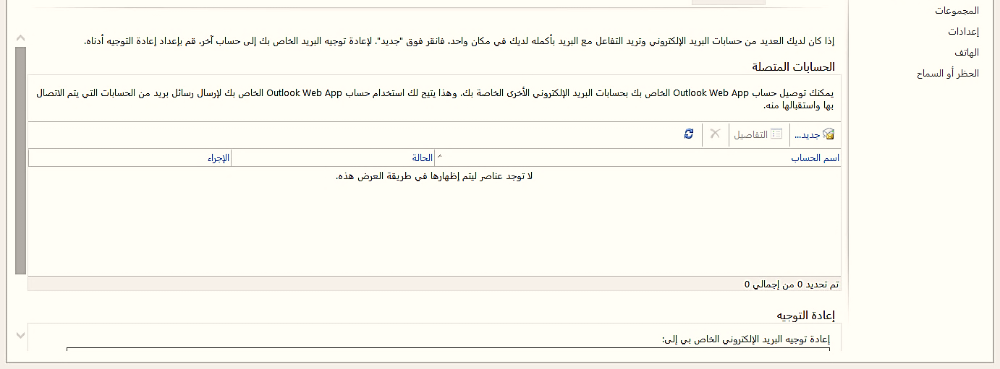 المجموعات
إعدادات
الهاتف
الحظر أو السماح
إذا كان لديك العديد من حسابات البريد الإلكتروني وتريد التفاعل مع البريد بأكمله لديك في مكان واحد، فانقر فوق "جديد". لإعادة توجيه البريد الخاص بك إلى حساب آخر، قم بإعداد إعادة التوجيه أدناه.
الحسابات المتصلة
يمكنك توصيل حساب Outlook Web App الخاص بك بحسابات البريد الإلكتروني الأخرى الخاصة بك. وهذا يتيح لك استخدام حساب Outlook Web App الخاص بك لإرسال رسائل بريد من الحسابات التي يتم الاتصال
بها واستقبالها منه.
جديد... التفاصيل
اسم الحساب الحالة الإجراء
لا توجد عناصر ليتم إظهارها في طريقة العرض هذه.
تم تحديد 0 من إجمالي 0
إعادة التوجيه
إعادة توجيه البريد الإلكتروني الخاص بي إلى: